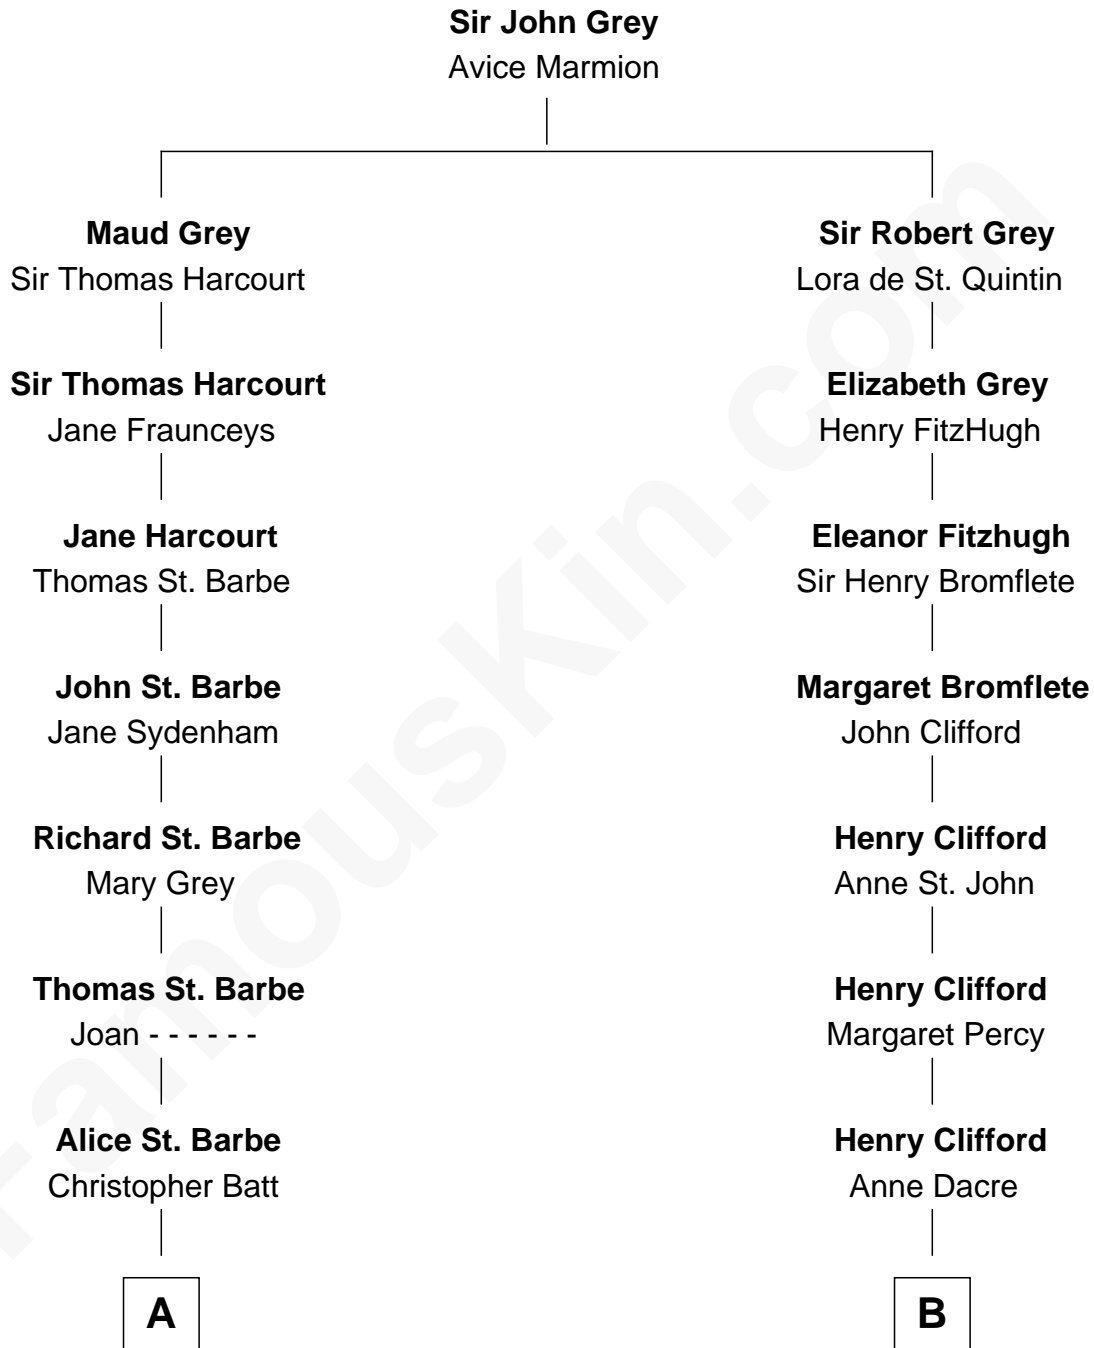 Sir John Grey
Avice Marmion
Maud Grey
Sir Thomas Harcourt
Sir Robert Grey
Lora de St. Quintin
Sir Thomas Harcourt
Jane Fraunceys
Elizabeth Grey
Henry FitzHugh
Jane Harcourt
Thomas St. Barbe
Eleanor Fitzhugh
Sir Henry Bromflete
John St. Barbe
Jane Sydenham
Margaret Bromflete
John Clifford
Richard St. Barbe
Mary Grey
Henry Clifford
Anne St. John
Thomas St. Barbe
Joan - - - - - -
Henry Clifford
Margaret Percy
Alice St. Barbe
Christopher Batt
Henry Clifford
Anne Dacre
A
B
FamousKin.com